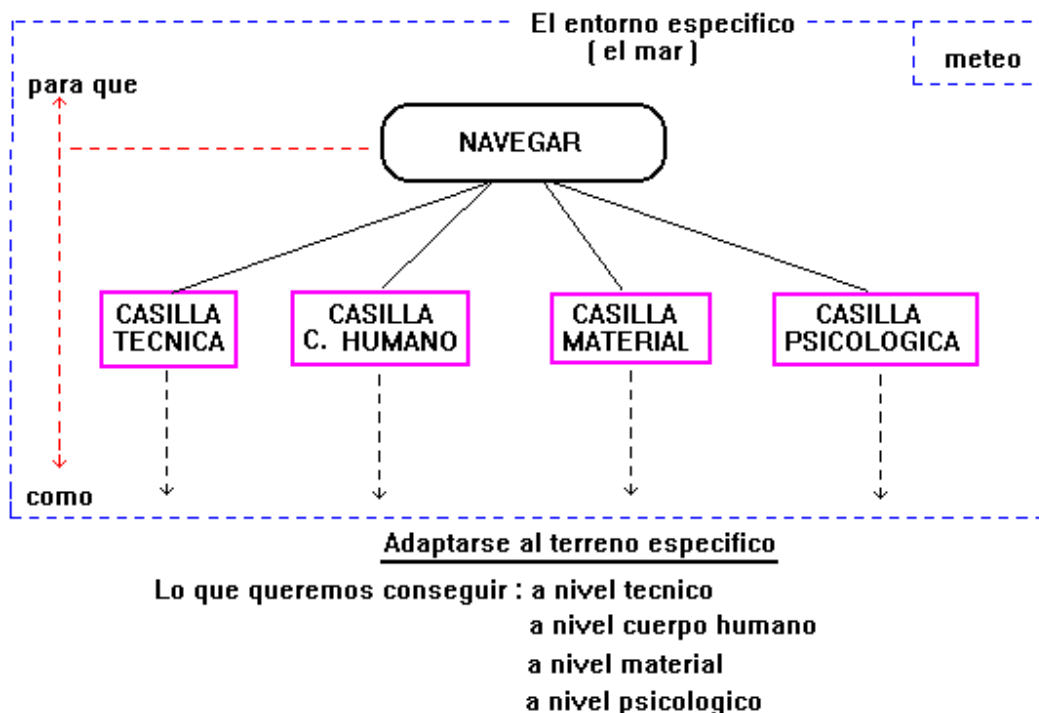 El entorno especifico
( el mar )
meteo
para que
NAVEGAR
CASILLA
TECNICA
CASILLA
C. HUMANO
CASILLA
MATERIAL
CASILLA
PSICOLOGICA
como
Adaptarse al terreno especifico
Lo que queremos conseguir : a nivel tecnico
a nivel cuerpo humano
a nivel material
a nivel psicologico